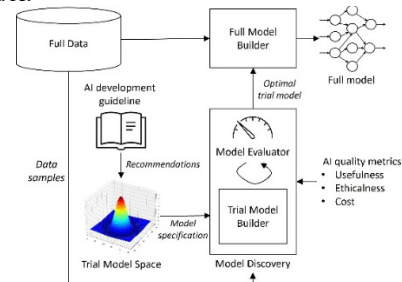 Full Data
Full Model
Builder
Full model
AI development
guideline
Optimal
trial model
Data
samples
Recommendations
Model Evaluator
AI quality metrics
• Usefulness
• Ethicalness
• Cost
Model
specification
Trial Model
Builder
Trial Model Space
Model Discovery